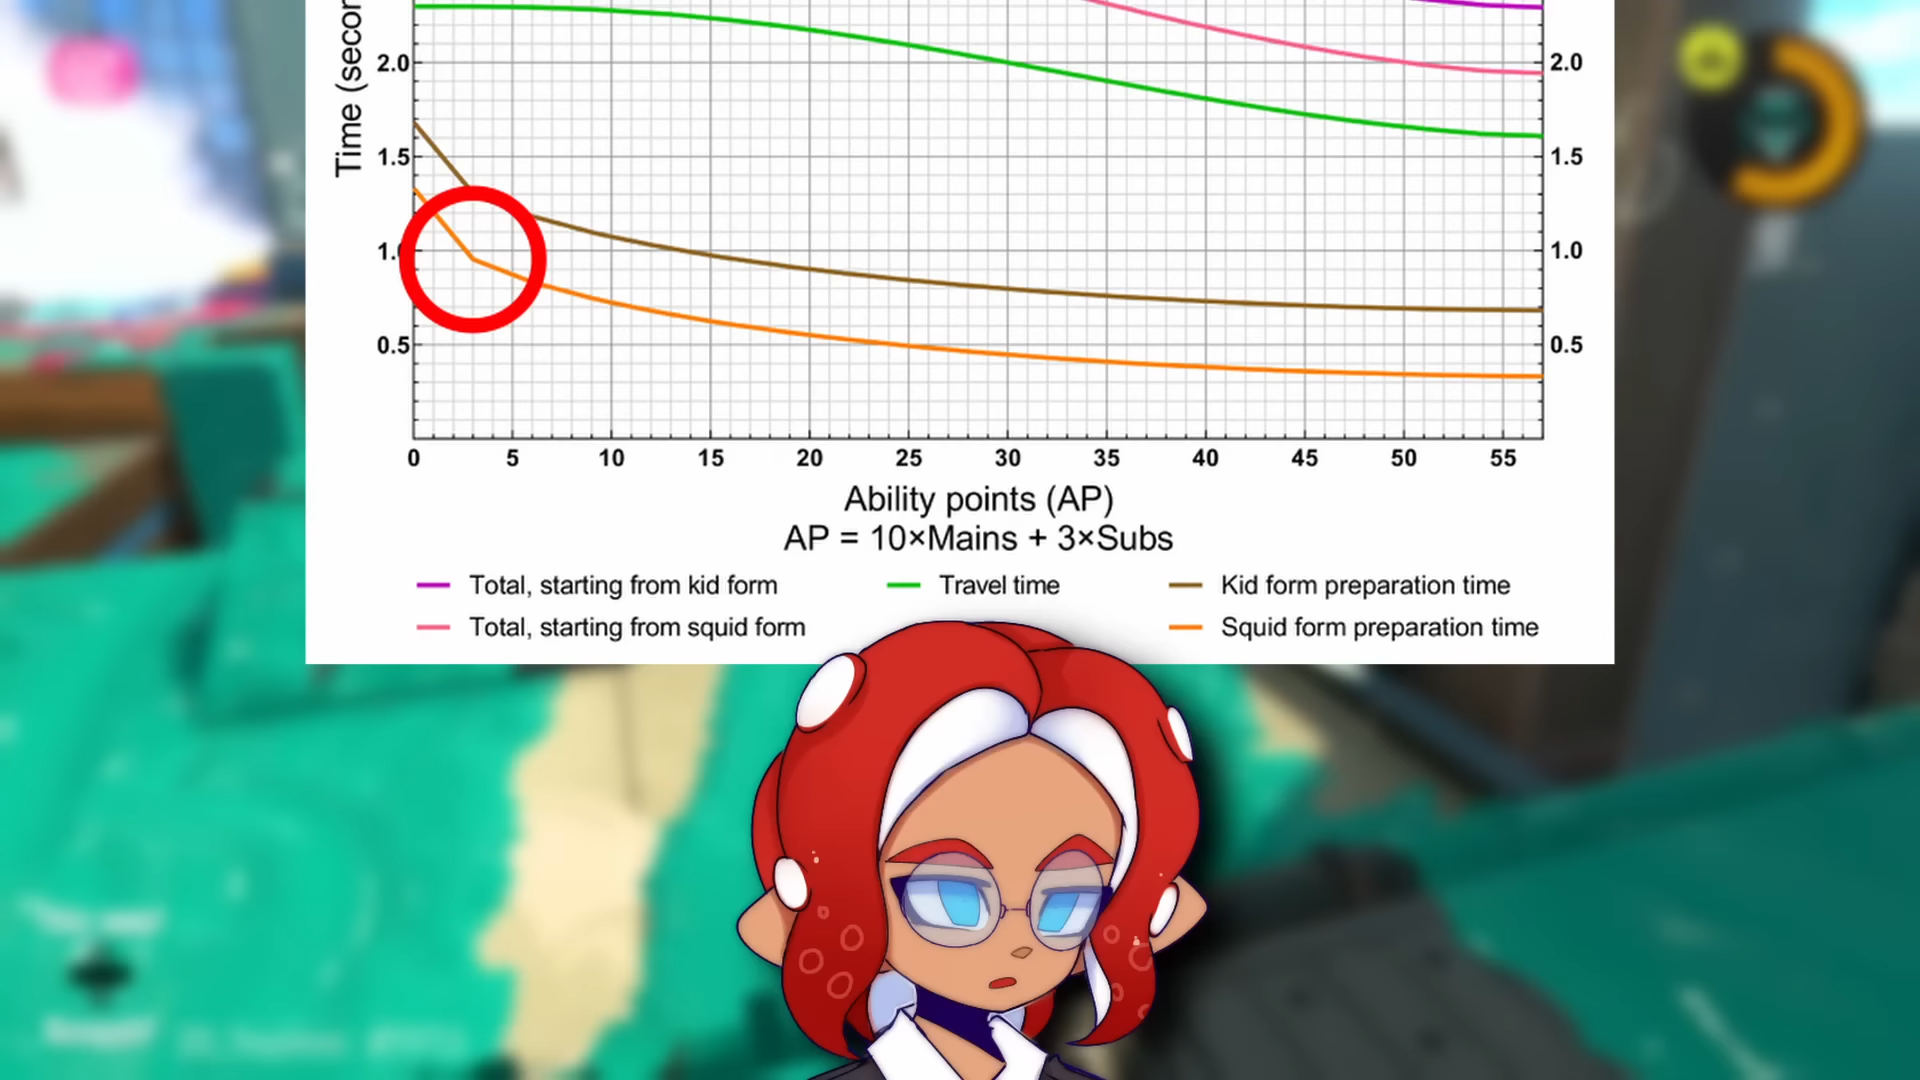 Time (secon
2.0
2.0
1.5
1.5
1.0
0.5
0.5
0 5 10 15 20 25 30 35 40 45 50 55
Ability points (AP)
AP = 10×Mains + 3×Subs
Total, starting from kid form
Travel time
Kid form preparation time
Total, starting from squid form
Squid form preparation time